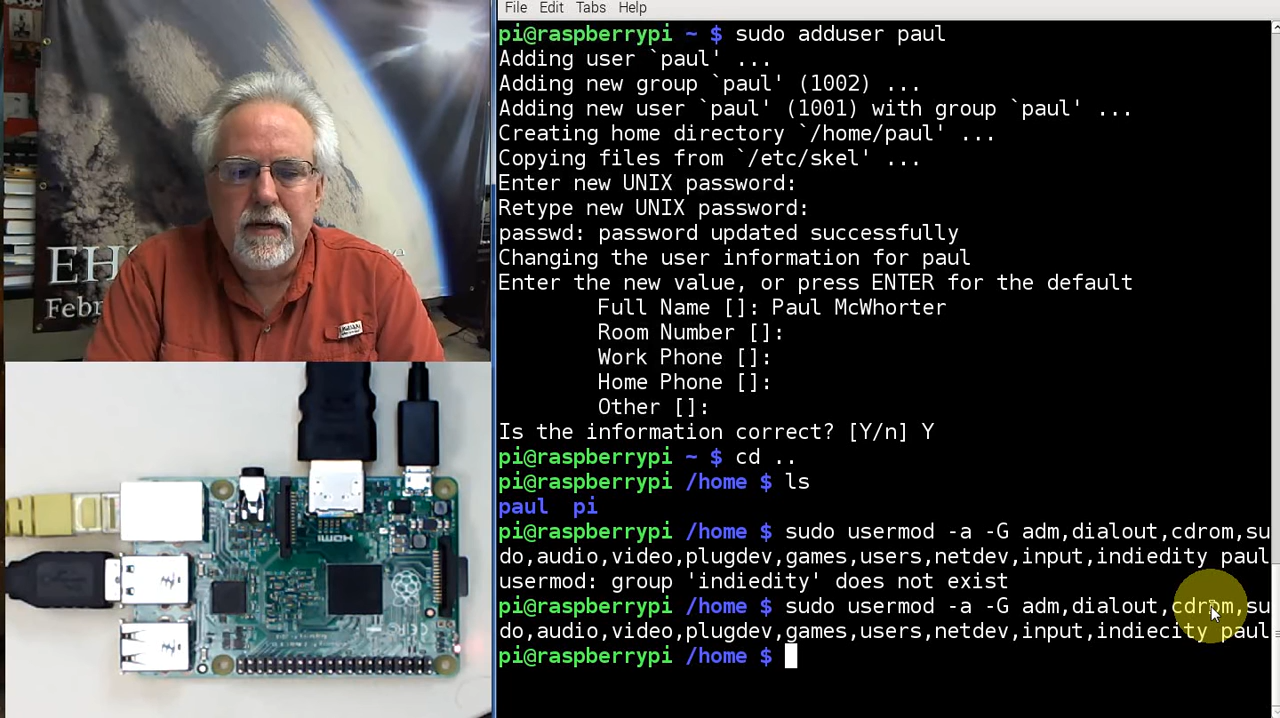 File Edit Tabs Help
pi@raspberrypi ~ $ sudo adduser paul
Adding user `paul' ...
Adding new group `paul' (1002) ...
Adding new user `paul' (1001) with group `paul' ...
Creating home directory `/home/paul' ...
Copying files from `/etc/skel' ...
Enter new UNIX password:
Retype new UNIX password:
passwd: password updated successfully
Changing the user information for paul
Enter the new value, or press ENTER for the default
Full Name []: Paul McWhorter
Room Number []:
Work Phone []:
Home Phone []:
Other []:
Is the information correct? [Y/n] Y
pi@raspberrypi ~ $ cd ..
pi@raspberrypi /home $ ls
paul pi
pi@raspberrypi /home $ sudo usermod -a -G adm,dialout,cdrom,su
do,audio,video,plugdev,games,users,netdev,input,indiedity paul
usermod: group 'indiedity' does not exist
pi@raspberrypi /home $ sudo usermod -a -G adm,dialout,cdrom,su
do,audio,video,plugdev,games,users,netdev,input,indiecity paul
pi@raspberrypi /home $
EHS
Febr
HDMI